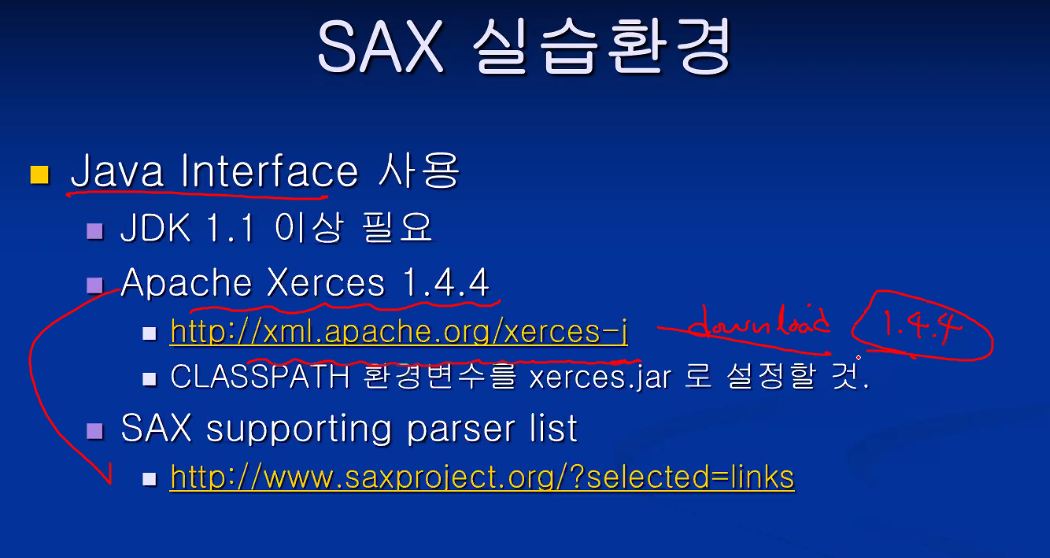 SAX 실습환경
Java Interface 사용
JDK 1.1 이상 필요
Apache Xerces 1.4.4
http://xml.apache.org/xerces-j download 1.4.4
CLASSPATH 환경변수를 xerces.jar 로 설정할 것.
SAX supporting parser list
http://www.saxproject.org/?selected=links